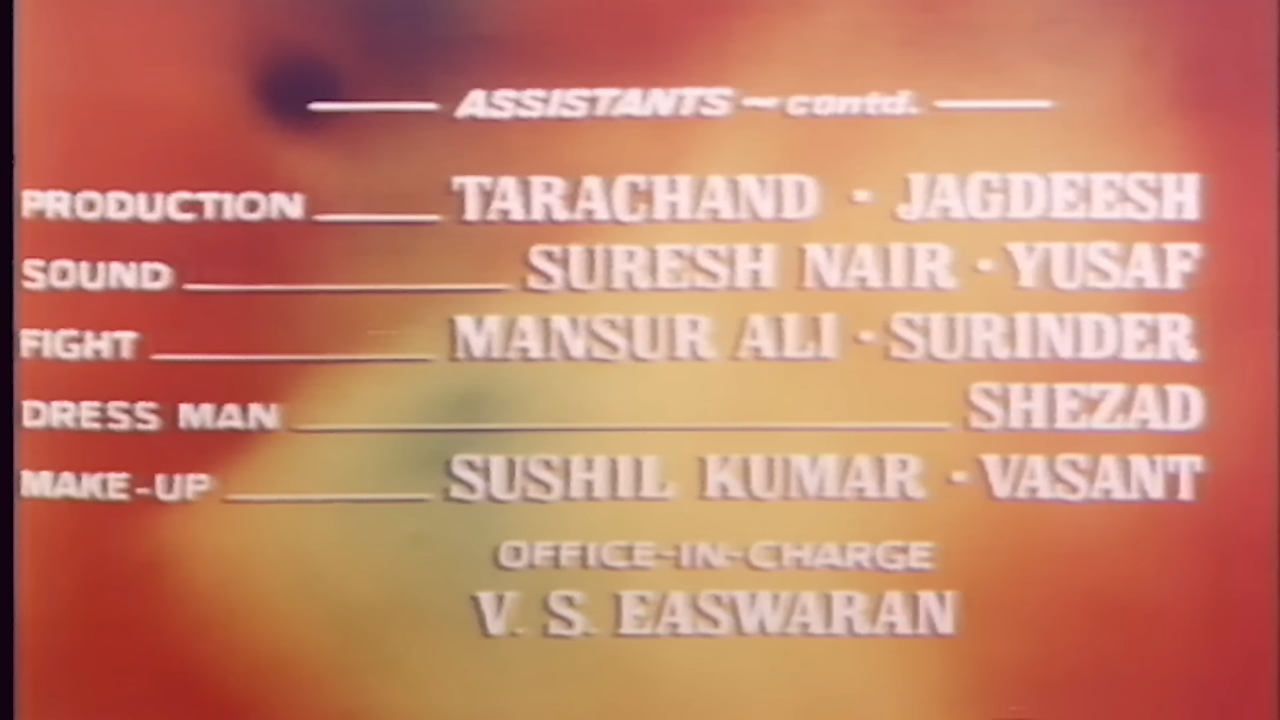 ASSISTANTS ~ contd.
PRODUCTION TARACHAND · JAGDEESH
SOUND SURESH NAIR · YUSAF
FIGHT MANSUR ALI · SURINDER
DRESS MAN SHEZAD
MAKE-UP SUSHIL KUMAR · VASANT
OFFICE-IN-CHARGE
V. S. EASWARAN